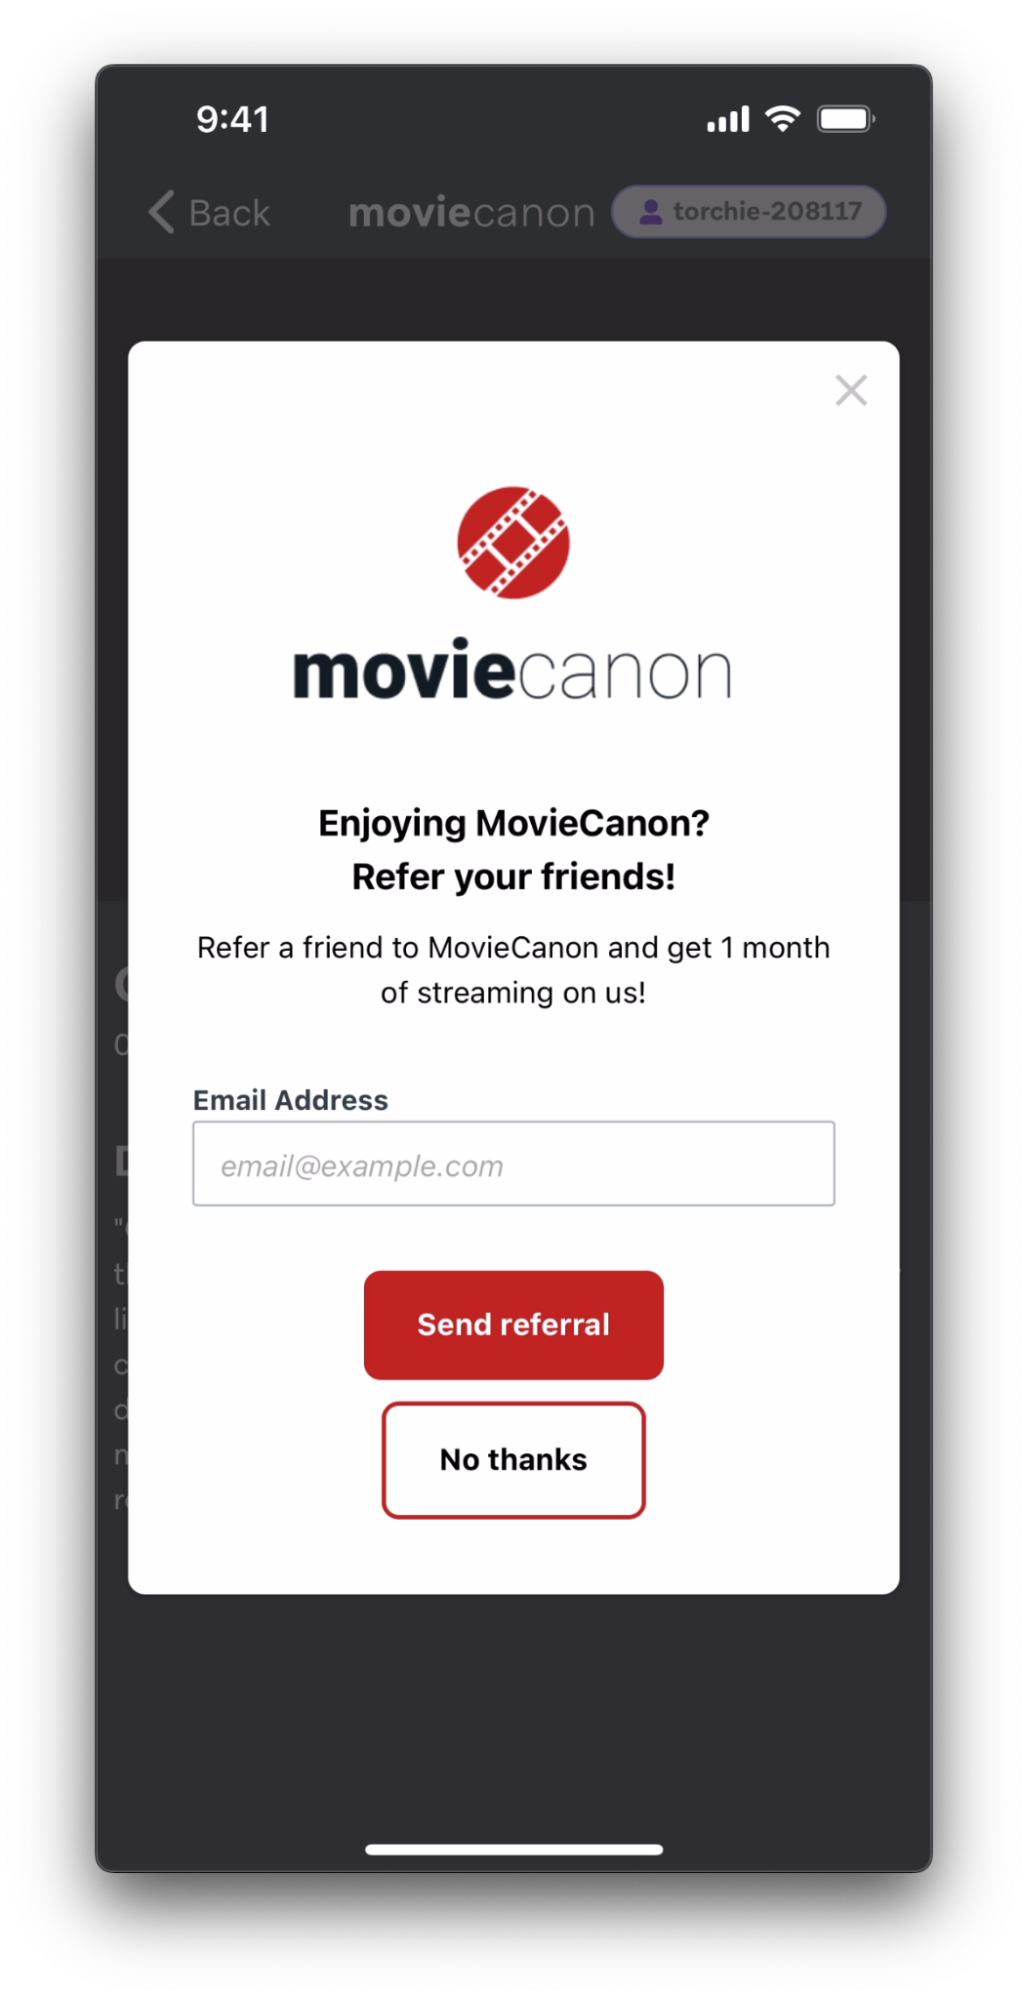 9:41
Back moviecanon torchie-208117
moviecanon
Enjoying MovieCanon?
Refer your friends!
Refer a friend to MovieCanon and get 1 month
of streaming on us!
Email Address
email@example.com
Send referral
No thanks